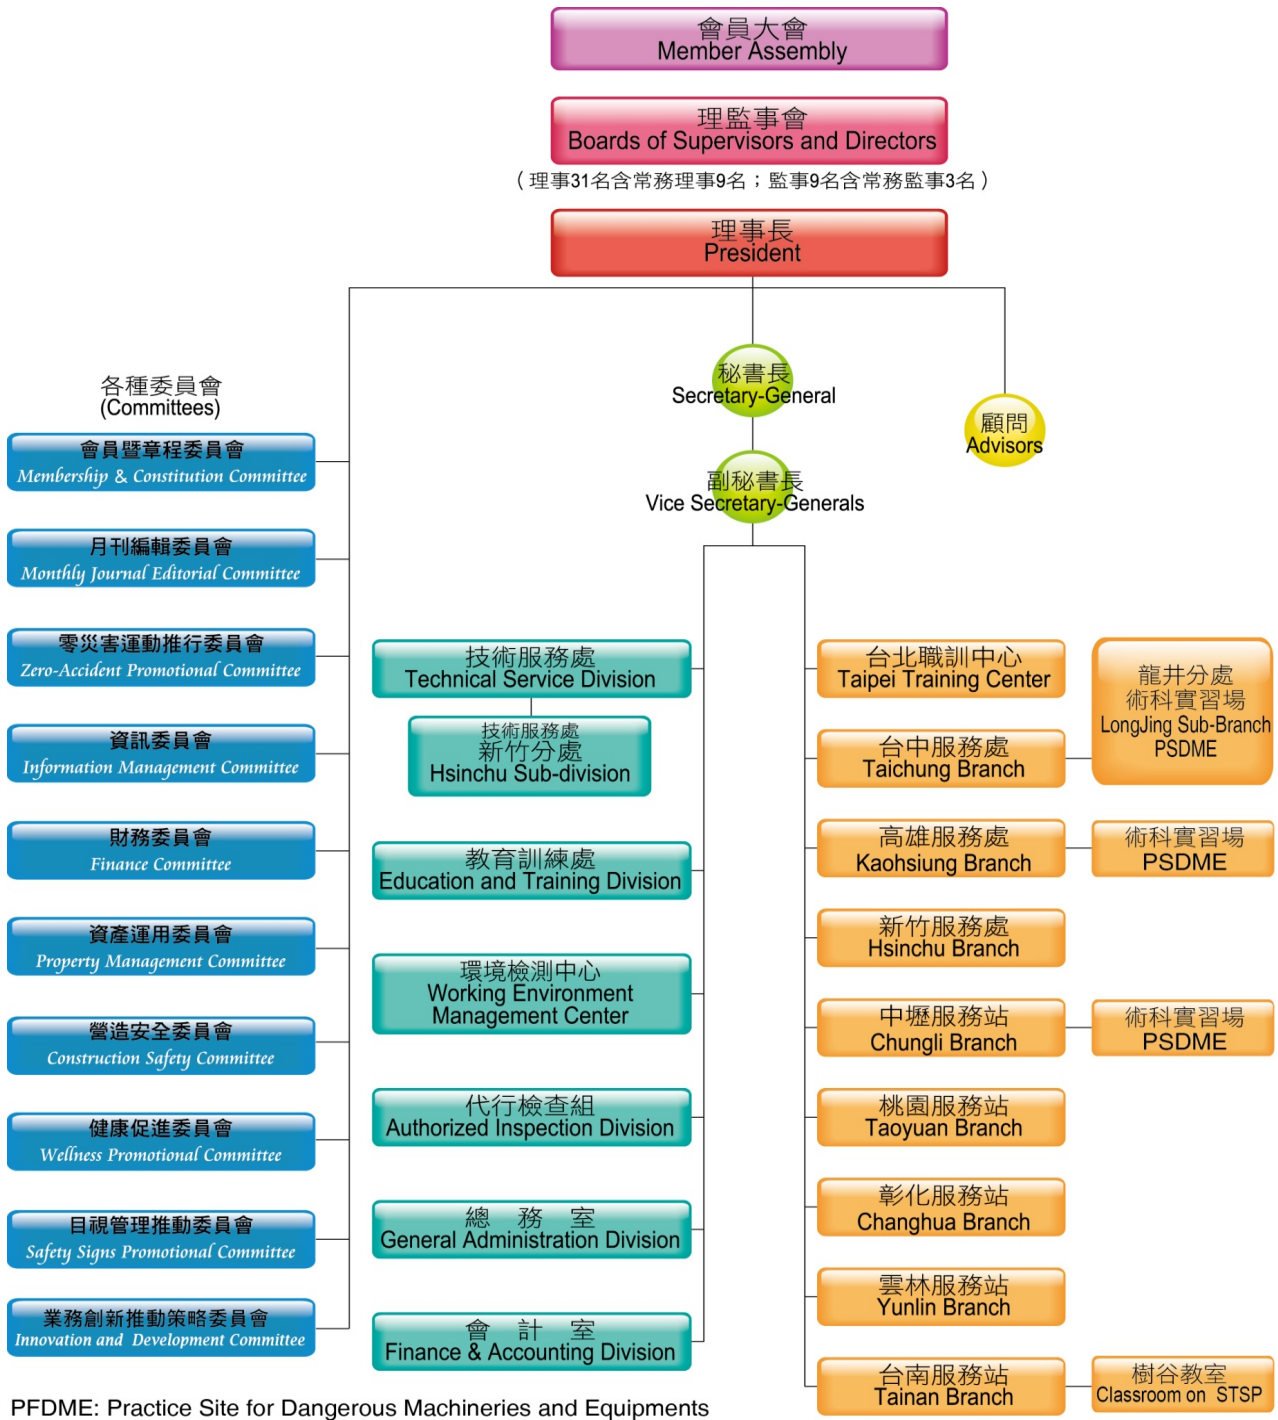 會員大會
Member Assembly
理監事會
Boards of Supervisors and Directors
（理事31名含常務理事9名；監事9名含常務監事3名）
理事長
President
秘書長
Secretary-General
顧問
Advisors
副秘書長
Vice Secretary-Generals
各種委員會
(Committees)
會員暨章程委員會
Membership & Constitution Committee
月刊編輯委員會
Monthly Journal Editorial Committee
零災害運動推行委員會
Zero-Accident Promotional Committee
資訊委員會
Information Management Committee
財務委員會
Finance Committee
資產運用委員會
Property Management Committee
營造安全委員會
Construction Safety Committee
健康促進委員會
Wellness Promotional Committee
目視管理推動委員會
Safety Signs Promotional Committee
業務創新推動策略委員會
Innovation and Development Committee
技術服務處
Technical Service Division
技術服務處
新竹分處
Hsinchu Sub-division
教育訓練處
Education and Training Division
環境檢測中心
Working Environment
Management Center
代行檢查組
Authorized Inspection Division
總 務 室
General Administration Division
會 計 室
Finance & Accounting Division
台北職訓中心
Taipei Training Center
台中服務處
Taichung Branch
龍井分處
術科實習場
LongJing Sub-Branch
PSDME
高雄服務處
Kaohsiung Branch
術科實習場
PSDME
新竹服務處
Hsinchu Branch
中壢服務站
Chungli Branch
術科實習場
PSDME
桃園服務站
Taoyuan Branch
彰化服務站
Changhua Branch
雲林服務站
Yunlin Branch
台南服務站
Tainan Branch
樹谷教室
Classroom on STSP
PFDME: Practice Site for Dangerous Machineries and Equipments